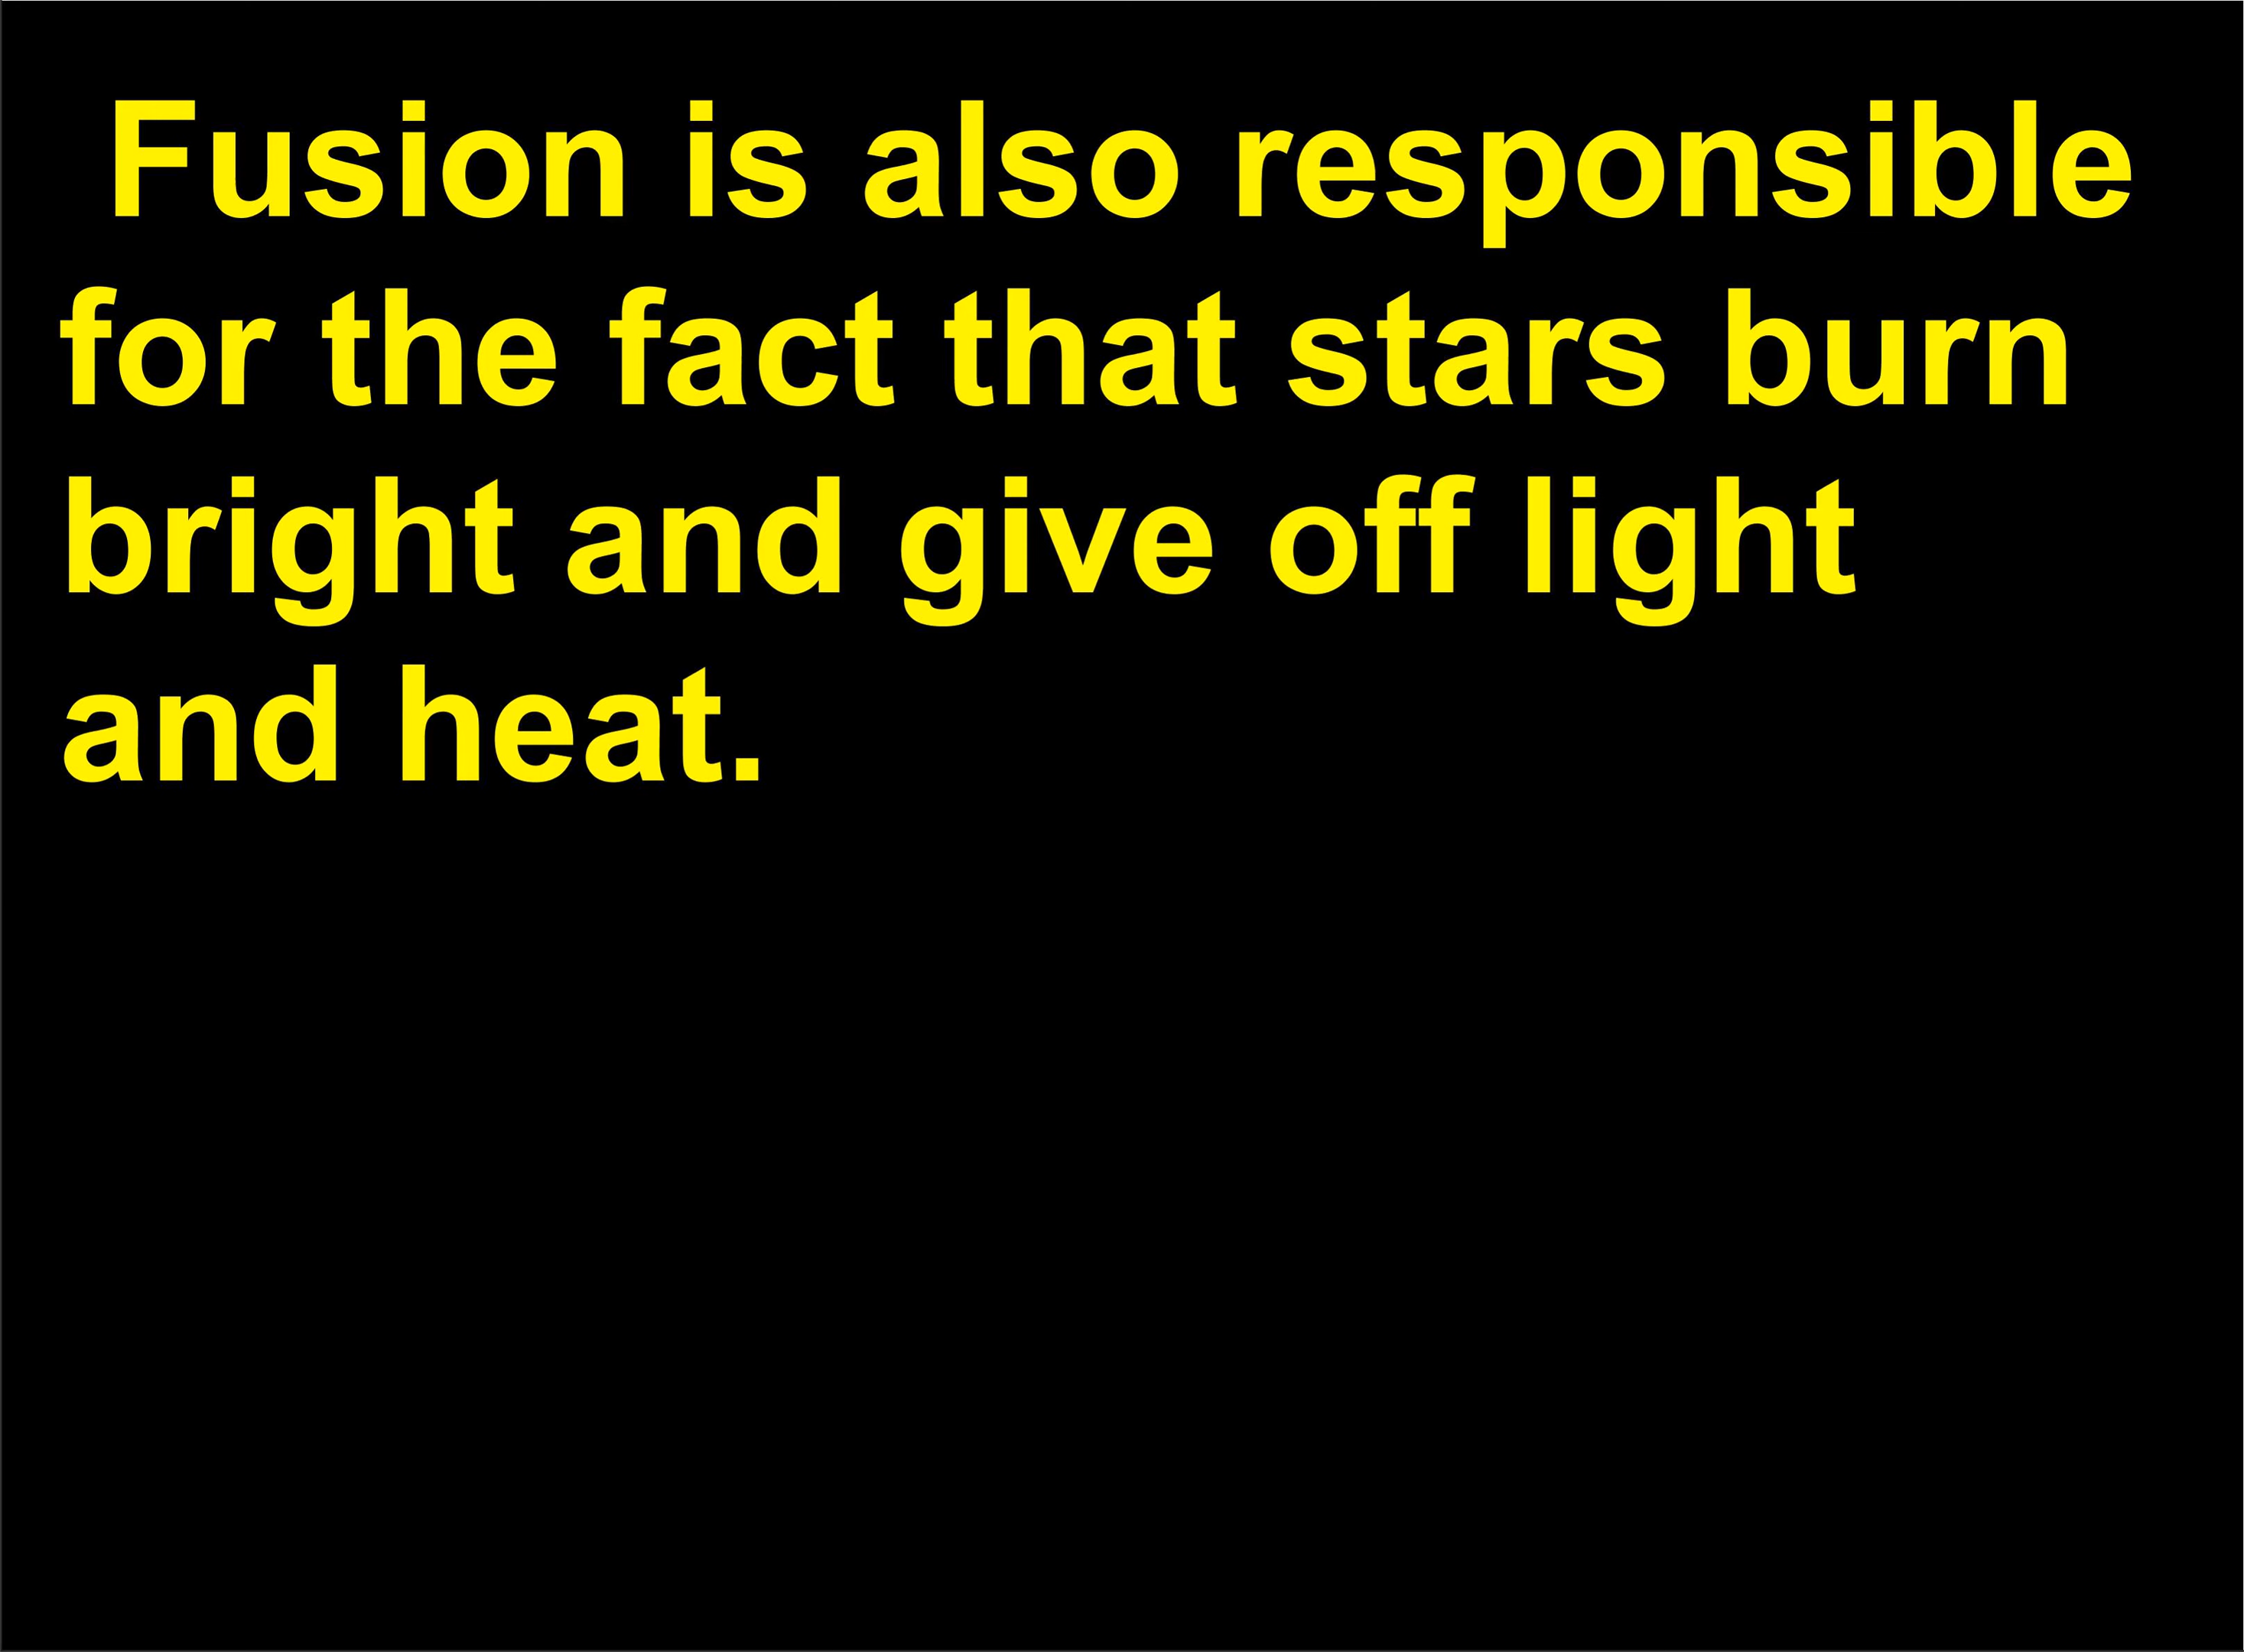 Fusion is also responsible
for the fact that stars burn
bright and give off light
and heat.